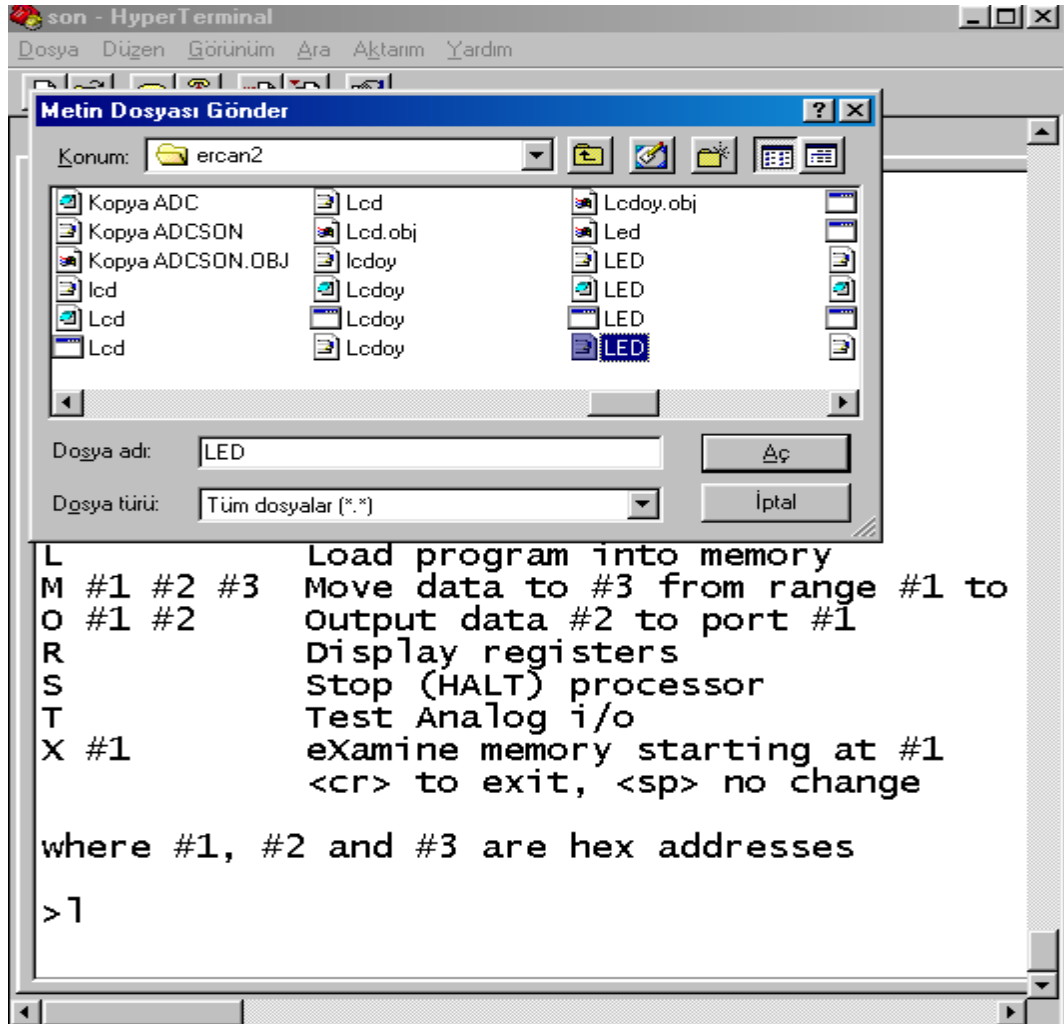 son - HyperTerminal
Dosya Düzen Görünüm Ara Aktarım Yardım
Metin Dosyası Gönder
Konum: ercan2
Kopya ADC Lcd Lcdoy.obj
Kopya ADCSON Lcd.obj Led
Kopya ADCSON.OBJ lcdoy LED
lcd Lcdoy LED
Lcd Lcdoy LED
Lcd Lcdoy LED
Dosya adı: LED Aç
Dosya türü: Tüm dosyalar (*.*) İptal
L Load program into memory
M #1 #2 #3 Move data to #3 from range #1 to
O #1 #2 Output data #2 to port #1
R Display registers
S Stop (HALT) processor
T Test Analog i/o
X #1 eXamine memory starting at #1
<cr> to exit, <sp> no change
where #1, #2 and #3 are hex addresses
>l